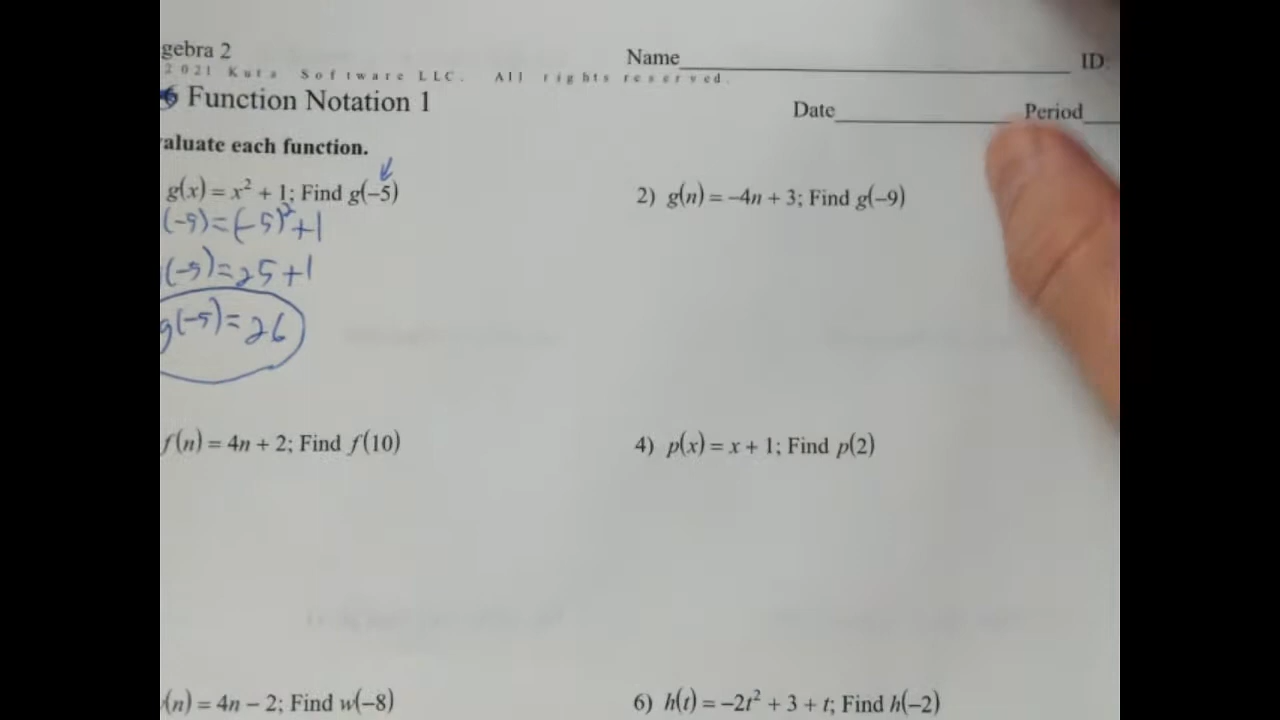 gebra 2
Name
ID:
2021 Kuta Software LLC. All rights reserved.
6 Function Notation 1
Date Period
valuate each function.
g(x) = x² + 1; Find g(−5)
(−5)=(−5)²+1
(−5)=25+1
g(−5)=26
2) g(n) = −4n + 3; Find g(−9)
f(n) = 4n + 2; Find f(10)
4) p(x) = x + 1; Find p(2)
(n) = 4n − 2; Find w(−8)
6) h(t) = −2t² + 3 + t; Find h(−2)